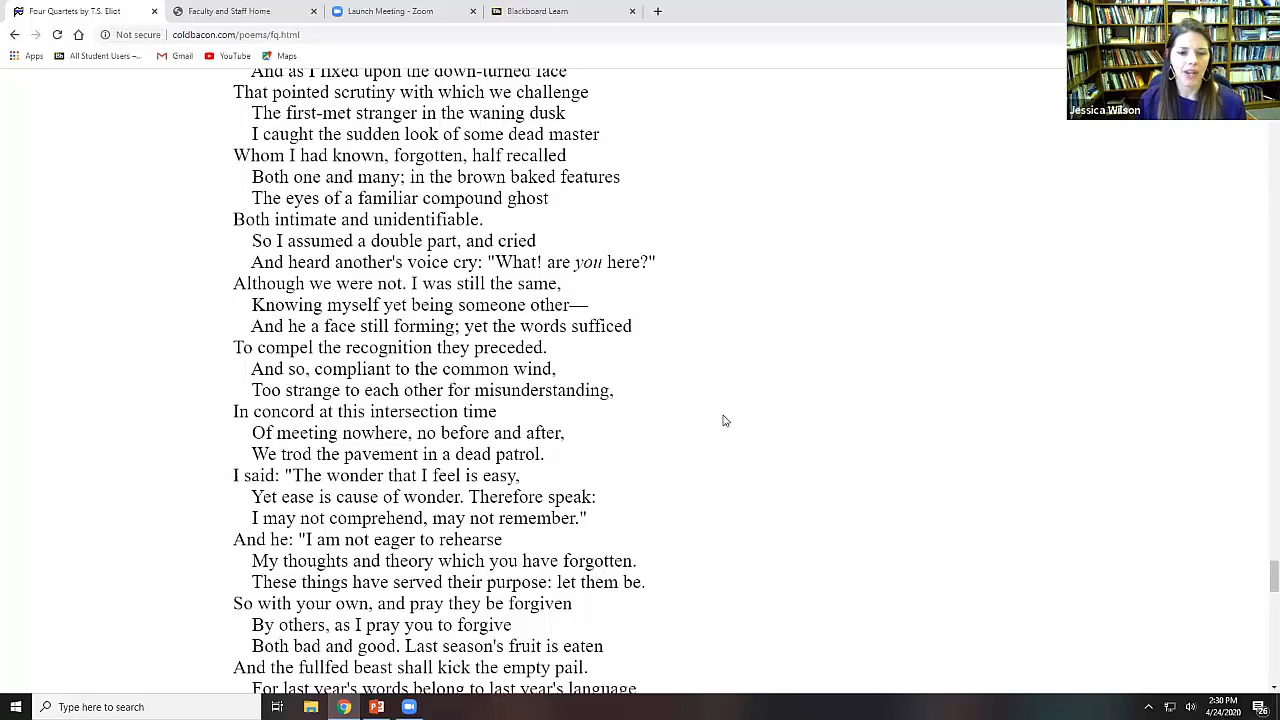 Four Quartets by T.S. Eliot
Faculty and Staff Home
Launch Meeting - Zoom
Blackboard Learn
Not secure | coldbacon.com/poems/fq.html
Apps
All Student Users –...
Gmail
YouTube
Maps
Jessica Wilson
And as I fixed upon the down-turned face
That pointed scrutiny with which we challenge
The first-met stranger in the waning dusk
I caught the sudden look of some dead master
Whom I had known, forgotten, half recalled
Both one and many; in the brown baked features
The eyes of a familiar compound ghost
Both intimate and unidentifiable.
So I assumed a double part, and cried
And heard another's voice cry: "What! are you here?"
Although we were not. I was still the same,
Knowing myself yet being someone other—
And he a face still forming; yet the words sufficed
To compel the recognition they preceded.
And so, compliant to the common wind,
Too strange to each other for misunderstanding,
In concord at this intersection time
Of meeting nowhere, no before and after,
We trod the pavement in a dead patrol.
I said: "The wonder that I feel is easy,
Yet ease is cause of wonder. Therefore speak:
I may not comprehend, may not remember."
And he: "I am not eager to rehearse
My thoughts and theory which you have forgotten.
These things have served their purpose: let them be.
So with your own, and pray they be forgiven
By others, as I pray you to forgive
Both bad and good. Last season's fruit is eaten
And the fullfed beast shall kick the empty pail.
For last year's words belong to last year's language
Type here to search
2:30 PM
4/24/2020
26